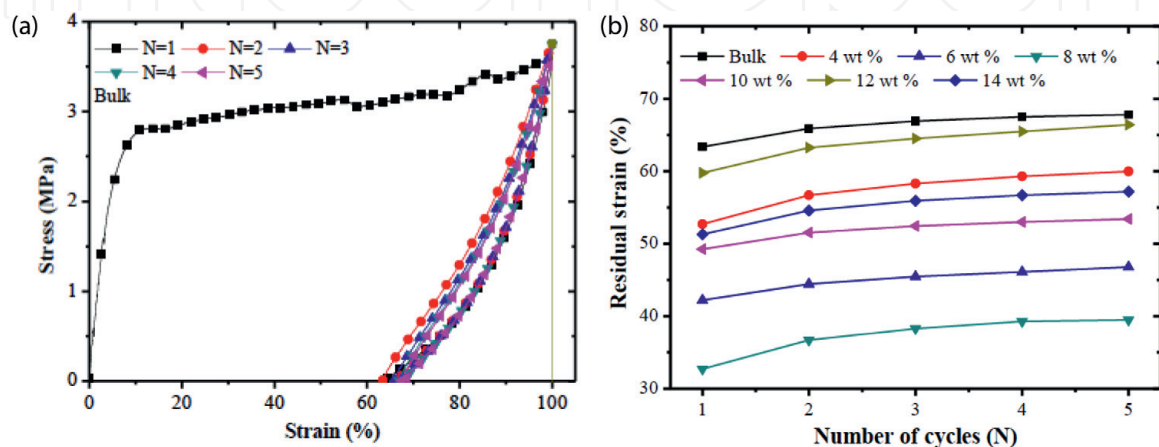 (a)
N=1 N=2 N=3
N=4 N=5
Bulk
Stress (MPa)
4
3
2
1
0
0 20 40 60 80 100
Strain (%)
(b)
Bulk 4 wt % 6 wt % 8 wt %
10 wt % 12 wt % 14 wt %
Residual strain (%)
80
70
60
50
40
30
1 2 3 4 5
Number of cycles (N)